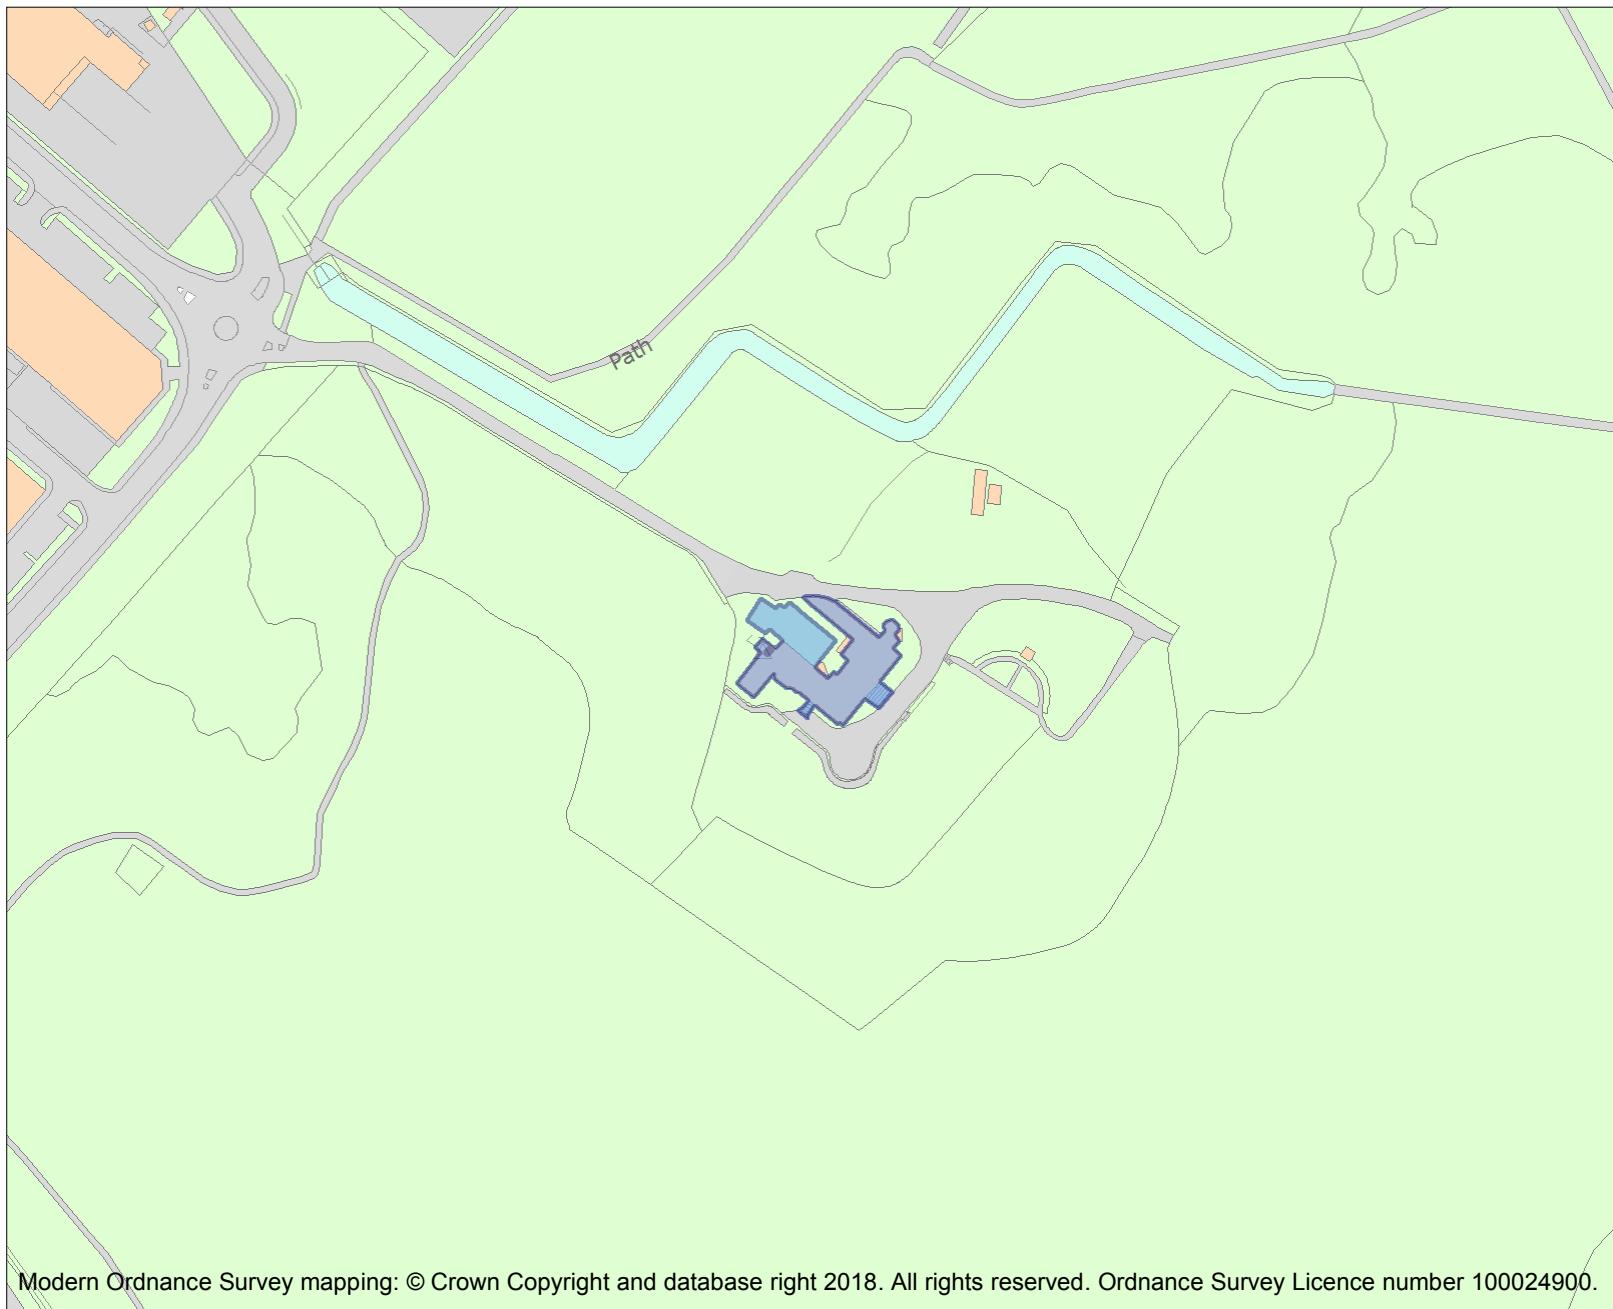 Path
Modern Ordnance Survey mapping: © Crown Copyright and database right 2018. All rights reserved. Ordnance Survey Licence number 100024900.